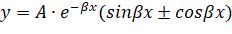 y = A · e^{-βx}(sinβx ± cosβx)